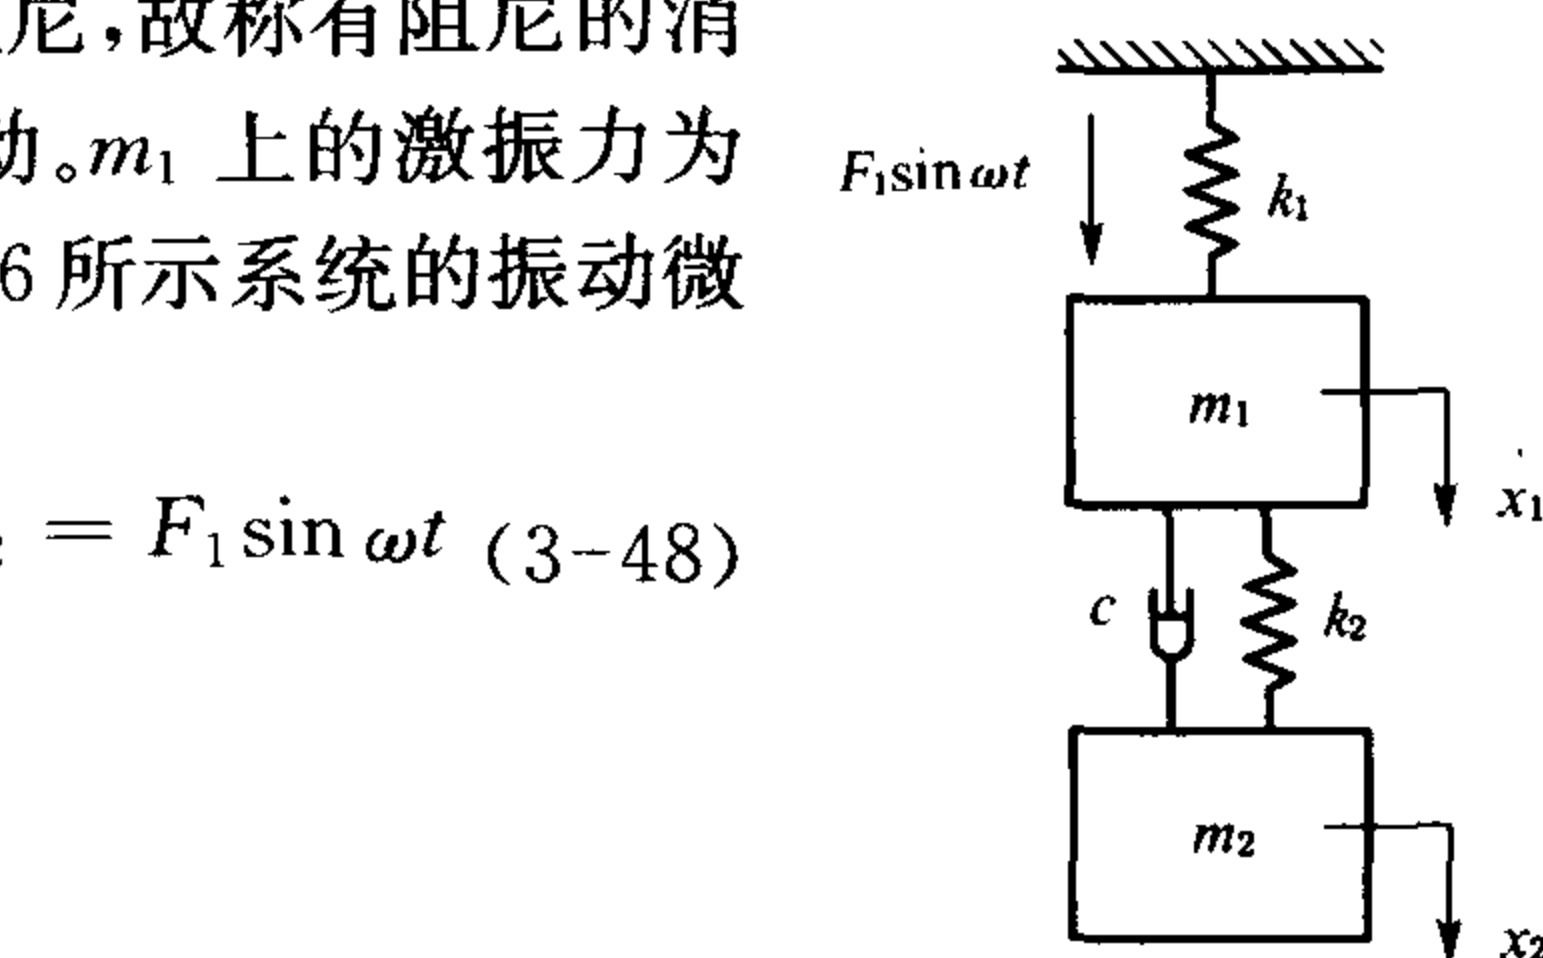 尼,故称有阻尼的消
动。m₁ 上的激振力为
6 所示系统的振动微
= F₁ sin ωt (3-48)
F₁sin ωt
k₁
m₁
x₁
c
k₂
m₂
x₂